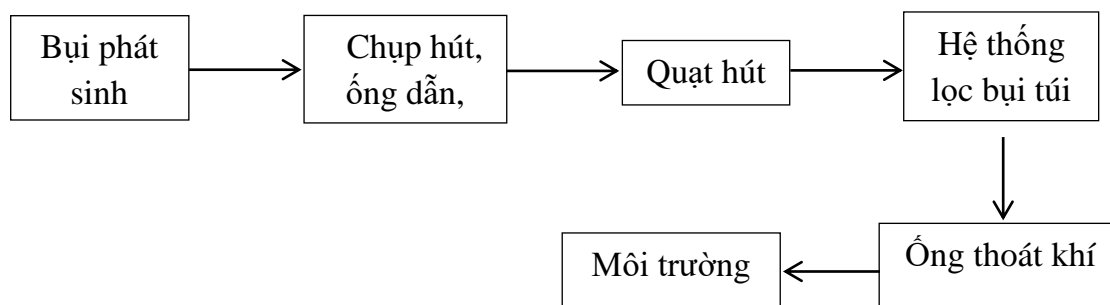 Bụi phát
sinh
Chụp hút,
ống dẫn,
Quạt hút
Hệ thống
lọc bụi túi
Ống thoát khí
Môi trường